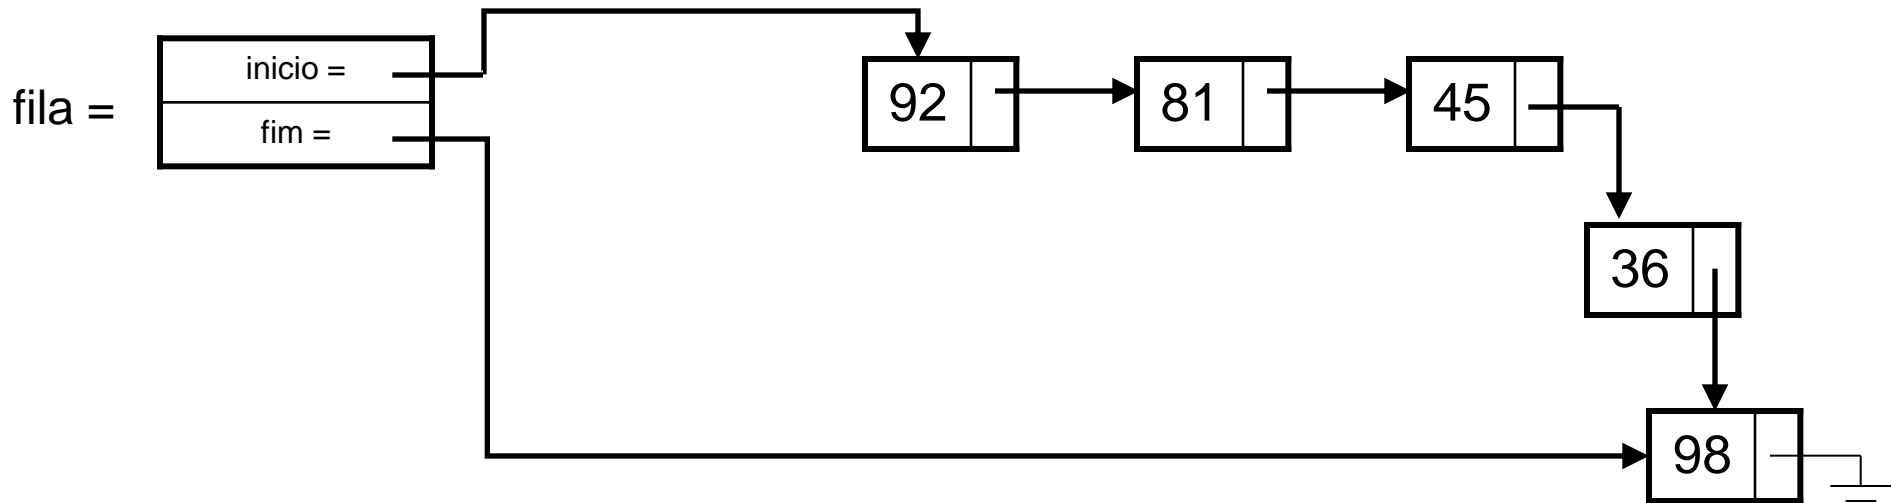 fila =
inicio =
fim =
92
81
45
36
98